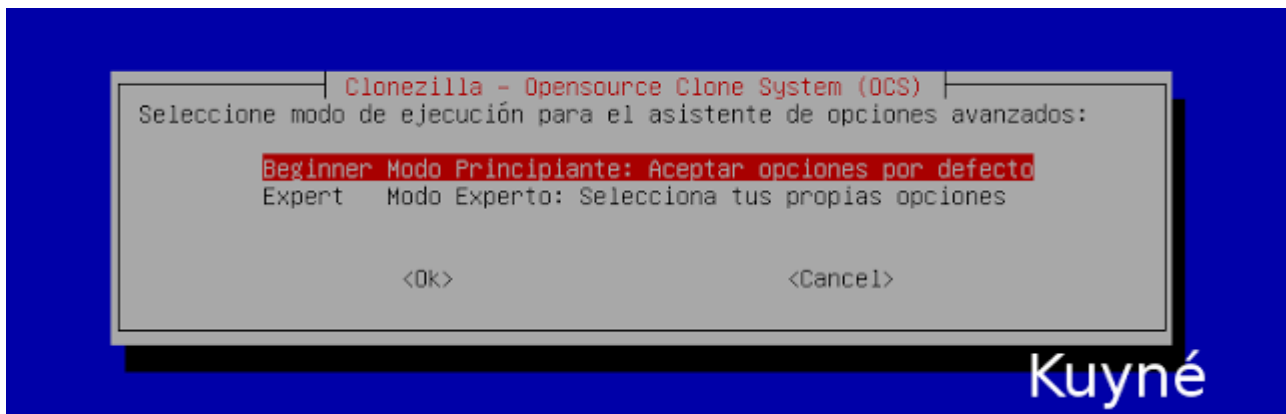 Clonezilla - Opensource Clone System (OCS)
Seleccione modo de ejecución para el asistente de opciones avanzados:
Beginner Modo Principiante: Aceptar opciones por defecto
Expert Modo Experto: Selecciona tus propias opciones
<Ok> <Cancel>
Kuyné